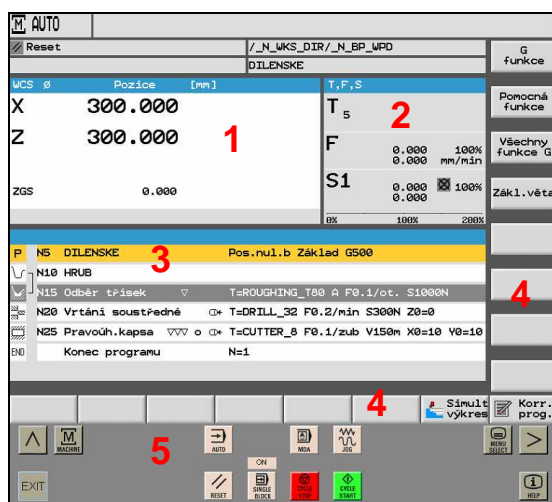 M AUTO
Reset /_N_WKS_DIR/_N_BP_WPD
DILENSKE
G funkce
WCS Ø Pozice [mm] T,F,S
X 300.000
Z 300.000
ZGS 0.000
1
T 5
2
F 0.000 100%
0.000 mm/min
S1 0.000 100%
0.000
0% 100% 200%
Pomocná funkce
Všechny funkce G
Zákl.věta
P N5 DILENSKE Pos.nul.b Základ G500
3
N10 HRUB
N15 Odběr třísek ▽ T=ROUGHING_T80 A F0.1/ot. S1000N
N20 Vrtání soustředné T=DRILL_32 F0.2/min S300N Z0=0
N25 Pravoúh.kapsa ▽▽▽ o T=CUTTER_8 F0.1/zub V150m X0=10 Y0=10
END Konec programu N=1
4
4
Simult výkres
Korr. prog.
M MACHINE
5
AUTO
MDA
JOG
MENU SELECT
EXIT
RESET
ON
SINGLE BLOCK
CYCLE STOP
CYCLE START
HELP